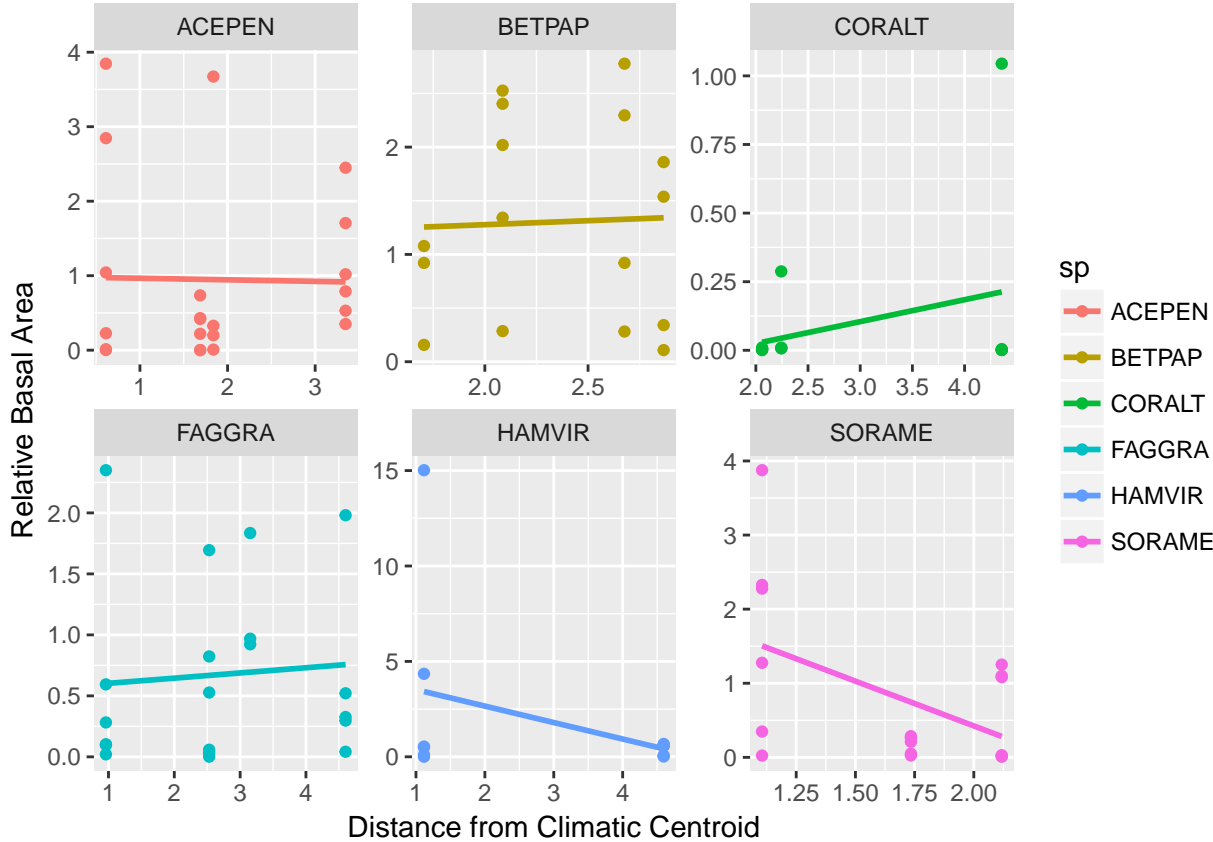 ACEPEN BETPAP CORALT
4
3
2
1
0
2
1
0
1.00
0.75
0.50
0.25
0.00
1 2 3
2.0 2.5
2.0 2.5 3.0 3.5 4.0
FAGGRA HAMVIR SORAME
2.0
1.5
1.0
0.5
0.0
15
10
5
0
4
3
2
1
0
1 2 3 4
1 2 3 4
1.25 1.50 1.75 2.00
Relative Basal Area
Distance from Climatic Centroid
sp
ACEPEN
BETPAP
CORALT
FAGGRA
HAMVIR
SORAME